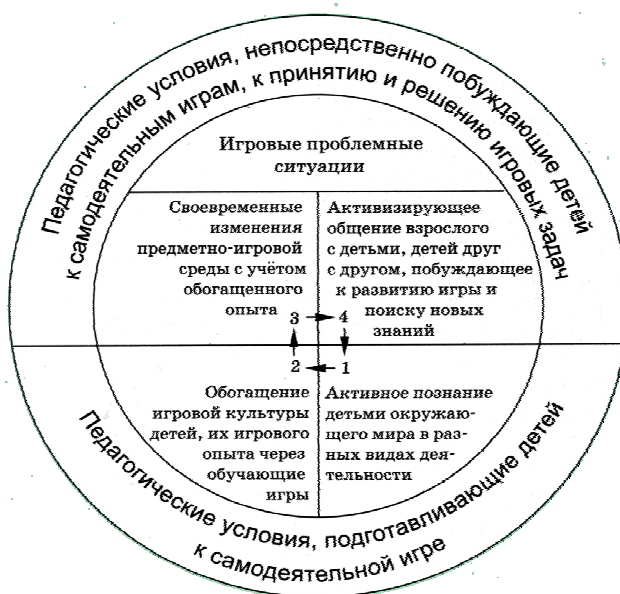 Педагогические условия, непосредственно побуждающие детей
к самодеятельным играм, к принятию и решению игровых задач
Игровые проблемные
ситуации
Своевременные
изменения
предметно-игровой
среды с учётом
обогащенного
опыта
3
Активизирующее
общение взрослого
с детьми, детей друг
с другом, побуждающее
к развитию игры и
4 поиску новых
знаний
2
Обогащение
игровой культуры
детей, их игрового
опыта через
обучающие
игры
1
Активное познание
детьми окружаю-
щего мира в раз-
ных видах дея-
тельности
Педагогические условия, подготавливающие детей
к самодеятельной игре